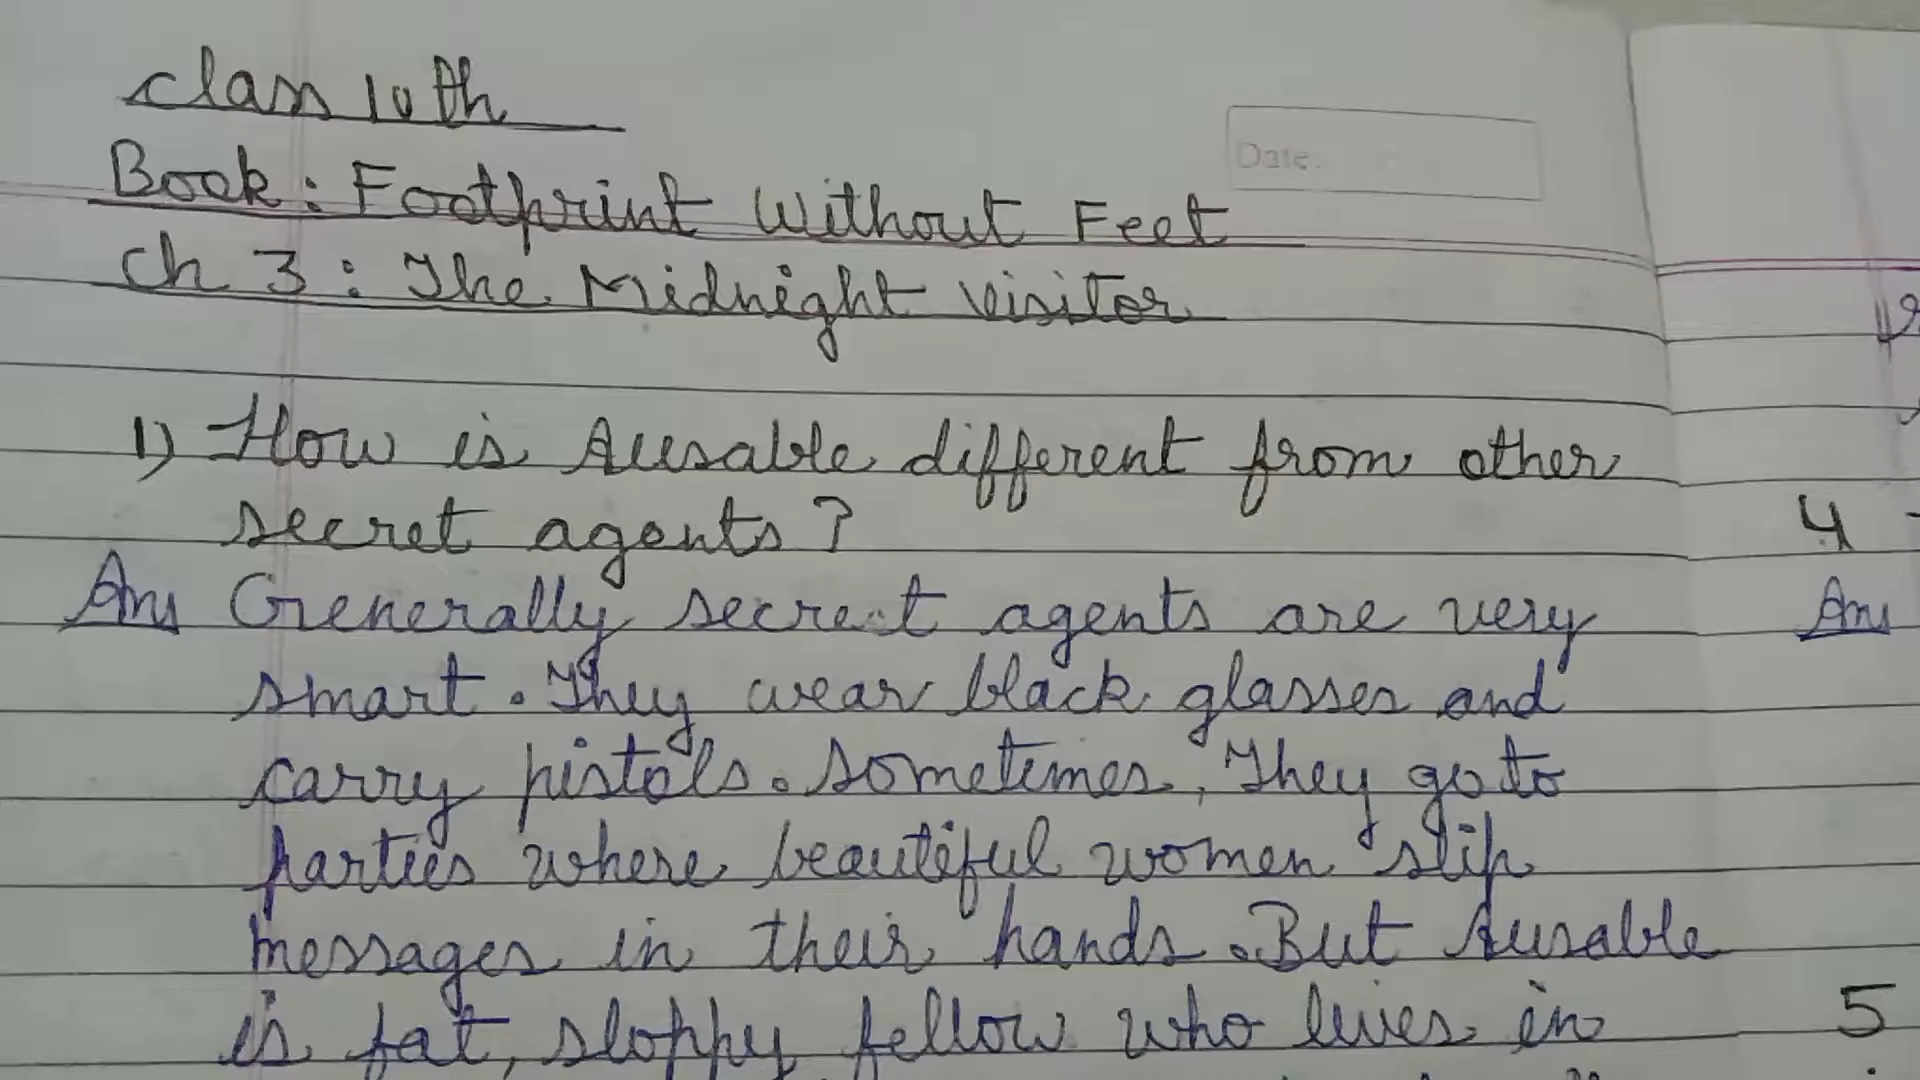 class 10th
Date.
Book: Footprint Without Feet
Ch 3: The Midnight Visitor
1) How is Ausable different from other
secret agents?
Ans Generally secret agents are very
smart. They wear black glasses and
carry pistols. Sometimes, They go to
parties where beautiful women slip
messages in their hands. But Ausable
is fat, sloppy fellow who lives in
4
Ans
5